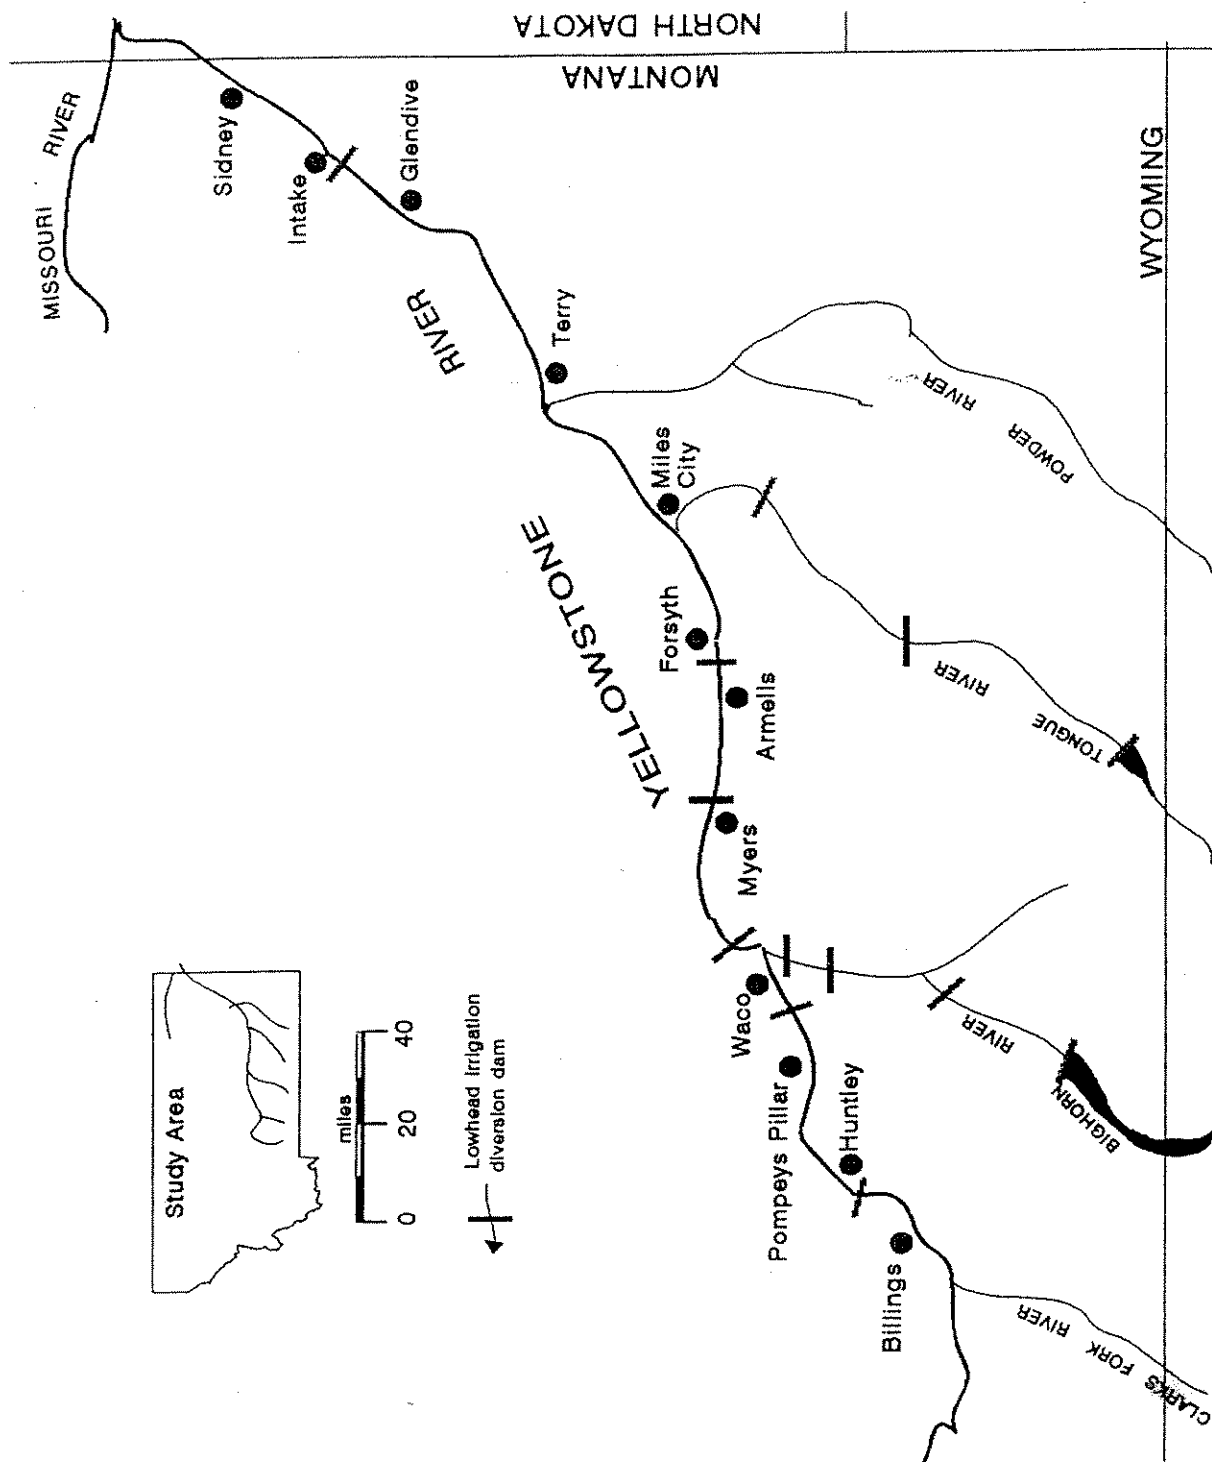 MISSOURI RIVER
Sidney
Intake
Glendive
MONTANA
NORTH DAKOTA
YELLOWSTONE RIVER
Terry
Miles
City
Forsyth
Armells
Myers
Waco
Pompeys Pillar
Huntley
Billings
POWDER RIVER
TONGUE RIVER
BIGHORN RIVER
CLARKS FORK RIVER
WYOMING
Study Area
miles
0 20 40
Lowhead Irrigation
diversion dam